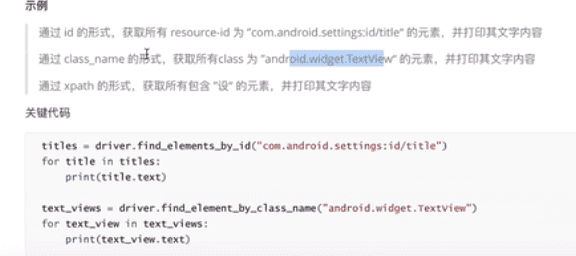 示例
通过 id 的形式，获取所有 resource-id 为 "com.android.settings:id/title" 的元素，并打印其文字内容
通过 class_name 的形式，获取所有class 为 "android.widget.TextView" 的元素，并打印其文字内容
通过 xpath 的形式，获取所有包含 "设" 的元素，并打印其文字内容
关键代码
titles = driver.find_elements_by_id("com.android.settings:id/title")
for title in titles:
    print(title.text)
text_views = driver.find_element_by_class_name("android.widget.TextView")
for text_view in text_views:
    print(text_view.text)